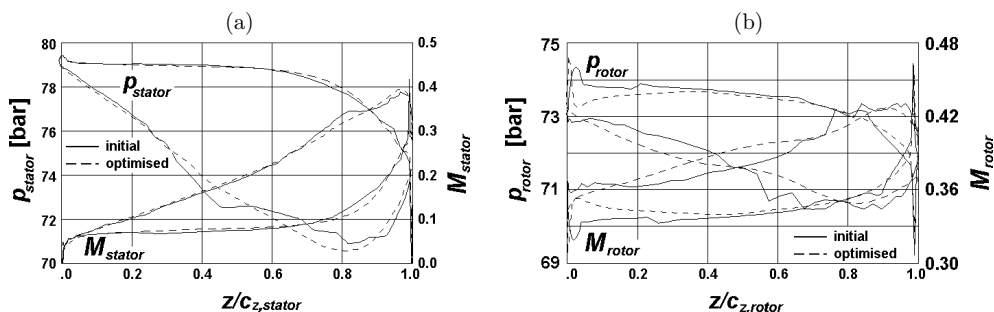 (a)
80
78
76
74
72
70
p_stator [bar]
0.5
0.4
0.3
0.2
0.1
0.0
M_stator
p_stator
initial
optimised
M_stator
.0 0.2 0.4 0.6 0.8 1.0
z/c_z,stator
(b)
75
73
71
69
p_rotor [bar]
0.48
0.42
0.36
0.30
M_rotor
p_rotor
M_rotor
initial
optimised
.0 0.2 0.4 0.6 0.8 1.0
z/c_z,rotor